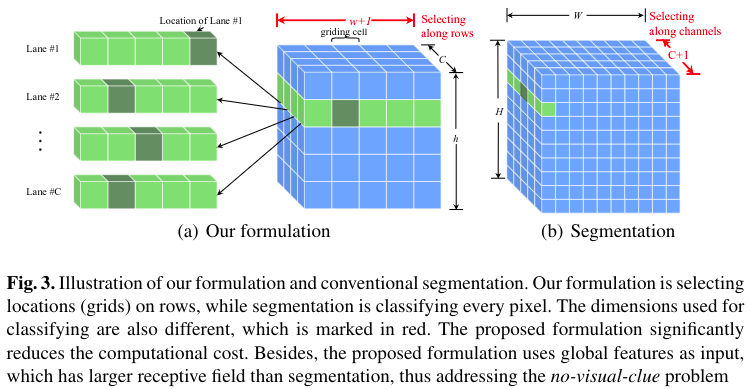 Location of Lane #1
Lane #1
Lane #2
Lane #C
w+1
griding cell
Selecting
along rows
C
h
W
Selecting
along channels
C+1
H
(a) Our formulation
(b) Segmentation
Fig. 3. Illustration of our formulation and conventional segmentation. Our formulation is selecting
locations (grids) on rows, while segmentation is classifying every pixel. The dimensions used for
classifying are also different, which is marked in red. The proposed formulation significantly
reduces the computational cost. Besides, the proposed formulation uses global features as input,
which has larger receptive field than segmentation, thus addressing the no-visual-clue problem